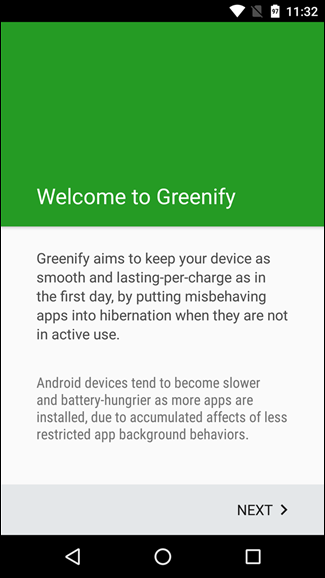 97 11:32
Welcome to Greenify
Greenify aims to keep your device as
smooth and lasting-per-charge as in
the first day, by putting misbehaving
apps into hibernation when they are not
in active use.
Android devices tend to become slower
and battery-hungrier as more apps are
installed, due to accumulated affects of less
restricted app background behaviors.
NEXT